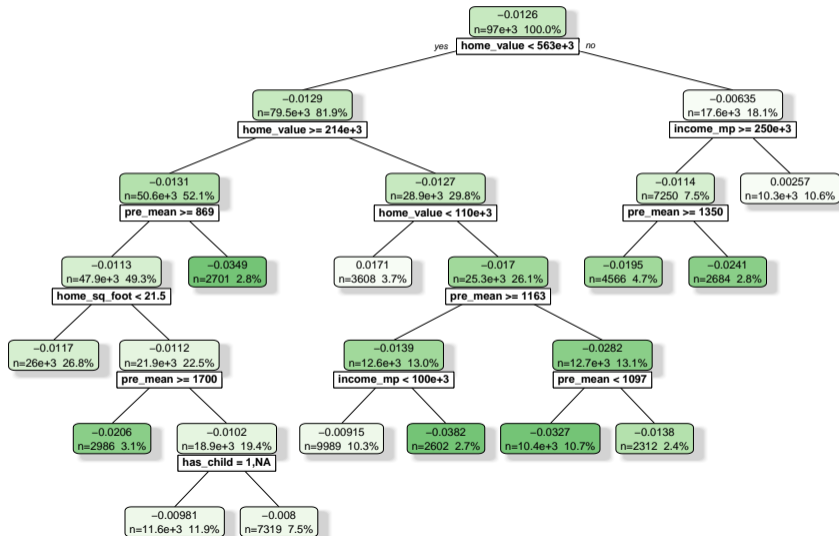 −0.0126
n=97e+3 100.0%
yes home_value < 563e+3 no
−0.0129
n=79.5e+3 81.9%
home_value >= 214e+3
−0.00635
n=17.6e+3 18.1%
income_mp >= 250e+3
−0.0131
n=50.6e+3 52.1%
pre_mean >= 869
−0.0127
n=28.9e+3 29.8%
home_value < 110e+3
−0.0114
n=7250 7.5%
pre_mean >= 1350
0.00257
n=10.3e+3 10.6%
−0.0113
n=47.9e+3 49.3%
home_sq_foot < 21.5
−0.0349
n=2701 2.8%
0.0171
n=3608 3.7%
−0.017
n=25.3e+3 26.1%
pre_mean >= 1163
−0.0195
n=4566 4.7%
−0.0241
n=2684 2.8%
−0.0117
n=26e+3 26.8%
−0.0112
n=21.9e+3 22.5%
pre_mean >= 1700
−0.0139
n=12.6e+3 13.0%
income_mp < 100e+3
−0.0282
n=12.7e+3 13.1%
pre_mean < 1097
−0.0206
n=2986 3.1%
−0.0102
n=18.9e+3 19.4%
has_child = 1,NA
−0.00915
n=9989 10.3%
−0.0382
n=2602 2.7%
−0.0327
n=10.4e+3 10.7%
−0.0138
n=2312 2.4%
−0.00981
n=11.6e+3 11.9%
−0.008
n=7319 7.5%